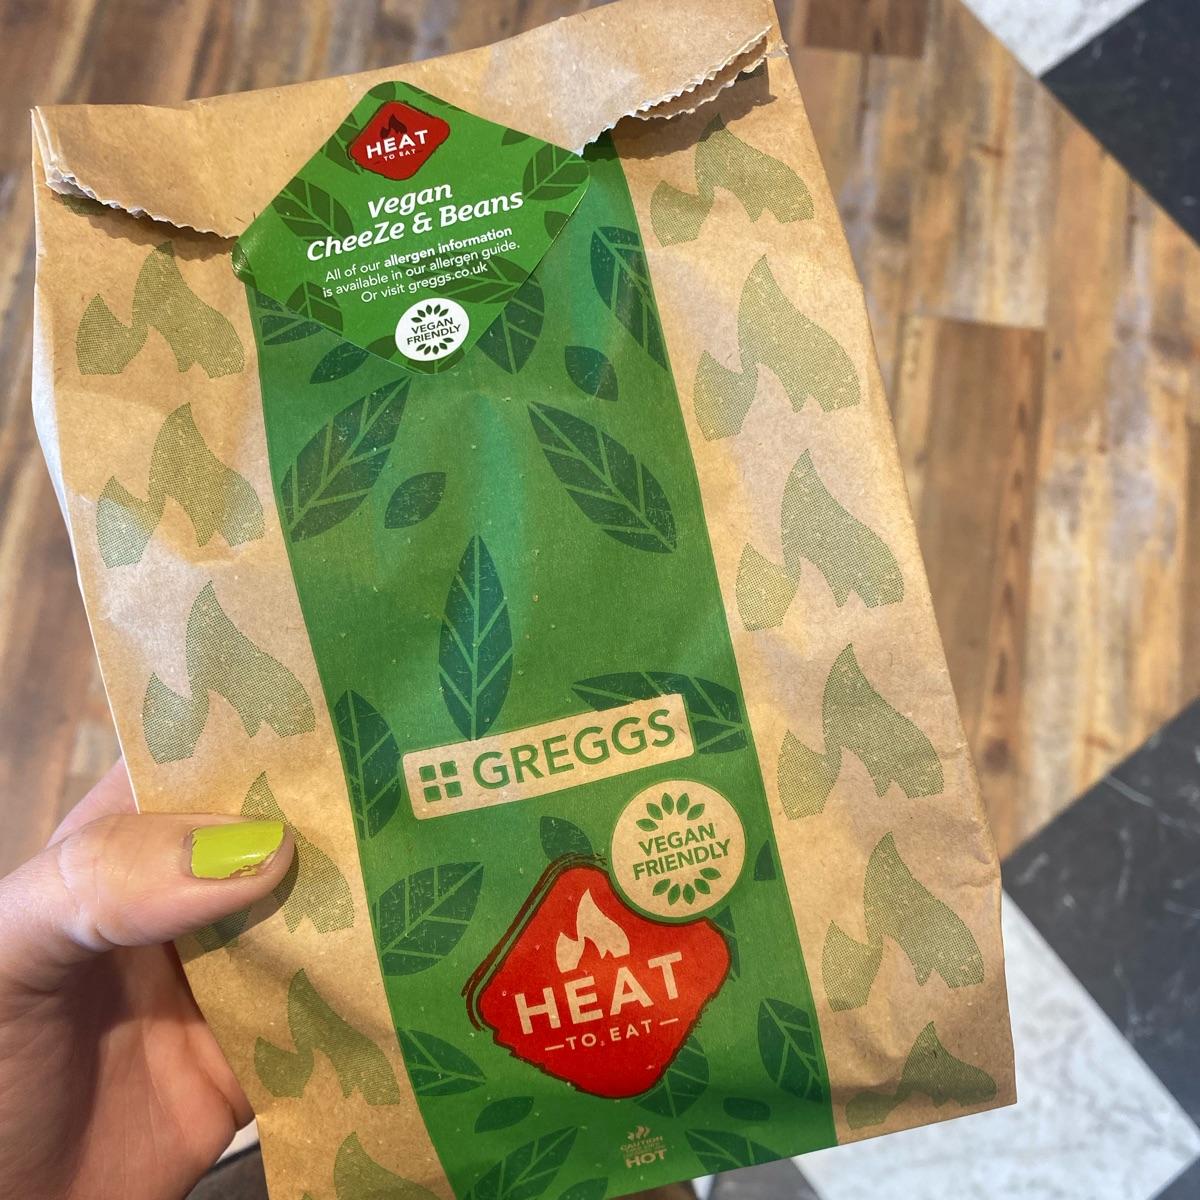 HEAT
TO EAT
Vegan
CheeZe & Beans
All of our allergen information
is available in our allergen guide.
Or visit greggs.co.uk
VEGAN
FRIENDLY
GREGGS
VEGAN
FRIENDLY
HEAT
TO EAT
CAUTION
HOT